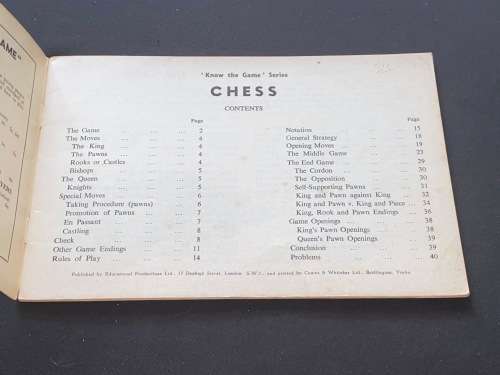 GAME"
'Know the Game' Series
CHESS
CONTENTS
Page
The Game ... ... ... 2
The Moves ... ... ... 4
The King ... ... ... 4
The Pawns ... ... ... 4
Rooks or Castles ... ... 4
Bishops ... ... ... 5
The Queen ... ... ... 5
Knights ... ... ... 5
Special Moves ... ... ... 6
Taking Procedure (pawns) ... 6
Promotion of Pawns ... ... 7
En Passant ... ... ... 7
Castling ... ... ... 8
Check ... ... ... 8
Other Game Endings ... ... 11
Rules of Play ... ... ... 14
Page
Notation ... ... ... 15
General Strategy ... ... 18
Opening Moves ... ... ... 19
The Middle Game ... ... 23
The End Game ... ... ... 29
The Cordon ... ... ... 30
The Opposition ... ... 30
Self-Supporting Pawns ... ... 31
King and Pawn against King ... 32
King and Pawn v. King and Piece ... 34
King, Rook and Pawn Endings ... 36
Game Openings ... ... ... 38
King's Pawn Openings ... ... 38
Queen's Pawn Openings ... ... 39
Conclusion ... ... ... 39
Problems ... ... ... 40
Published by Educational Productions Ltd., 17 Denbigh Street, London S.W.1, and printed by & Whitaker Ltd.,